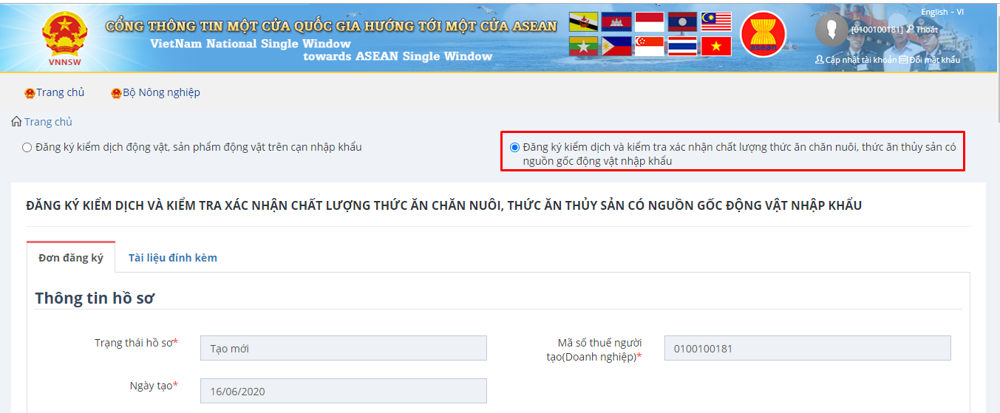 English - VI
CỔNG THÔNG TIN MỘT CỬA QUỐC GIA HƯỚNG TỚI MỘT CỬA ASEAN
[0100100181] Thoát
VietNam National Single Window
towards ASEAN Single Window
asean
VNNSW
Cập nhật tài khoản Đổi mật khẩu
Trang chủ Bộ Nông nghiệp
Trang chủ
Đăng ký kiểm dịch động vật, sản phẩm động vật trên cạn nhập khẩu
Đăng ký kiểm dịch và kiểm tra xác nhận chất lượng thức ăn chăn nuôi, thức ăn thủy sản có
nguồn gốc động vật nhập khẩu
ĐĂNG KÝ KIỂM DỊCH VÀ KIỂM TRA XÁC NHẬN CHẤT LƯỢNG THỨC ĂN CHĂN NUÔI, THỨC ĂN THỦY SẢN CÓ NGUỒN GỐC ĐỘNG VẬT NHẬP KHẨU
Đơn đăng ký Tài liệu đính kèm
Thông tin hồ sơ
Trạng thái hồ sơ* Tạo mới
Mã số thuế người
tạo(Doanh nghiệp)* 0100100181
Ngày tạo* 16/06/2020